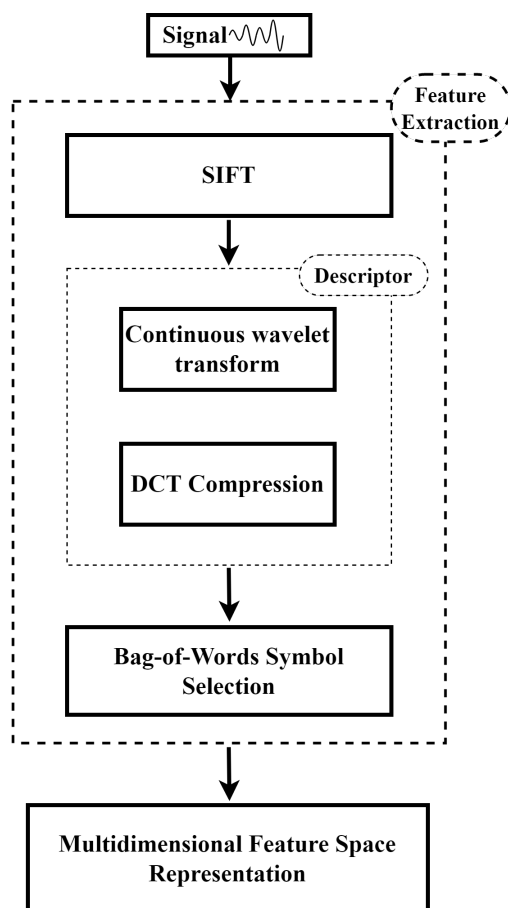 Signal
Feature
Extraction
SIFT
Descriptor
Continuous wavelet
transform
DCT Compression
Bag-of-Words Symbol
Selection
Multidimensional Feature Space
Representation